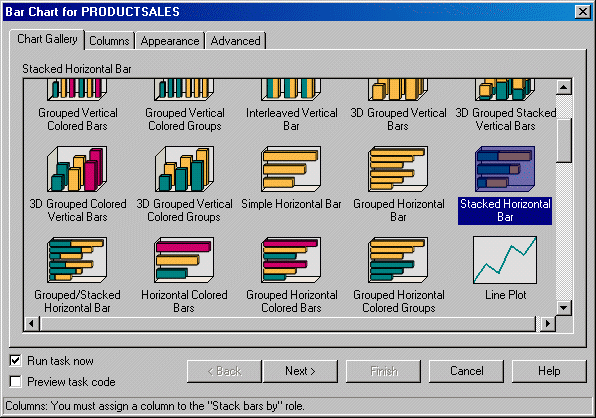 Bar Chart for PRODUCTSALES
Chart Gallery
Columns
Appearance
Advanced
Stacked Horizontal Bar
Grouped Vertical
Colored Bars
Grouped Vertical
Colored Groups
Interleaved Vertical
Bar
3D Grouped Vertical
Bars
3D Grouped Stacked
Vertical Bars
3D Grouped Colored
Vertical Bars
3D Grouped Vertical
Colored Groups
Simple Horizontal Bar
Grouped Horizontal
Bar
Stacked Horizontal
Bar
Grouped/Stacked
Horizontal Bar
Horizontal Colored
Bars
Grouped Horizontal
Colored Bars
Grouped Horizontal
Colored Groups
Line Plot
Run task now
Preview task code
< Back
Next >
Finish
Cancel
Help
Columns: You must assign a column to the "Stack bars by" role.